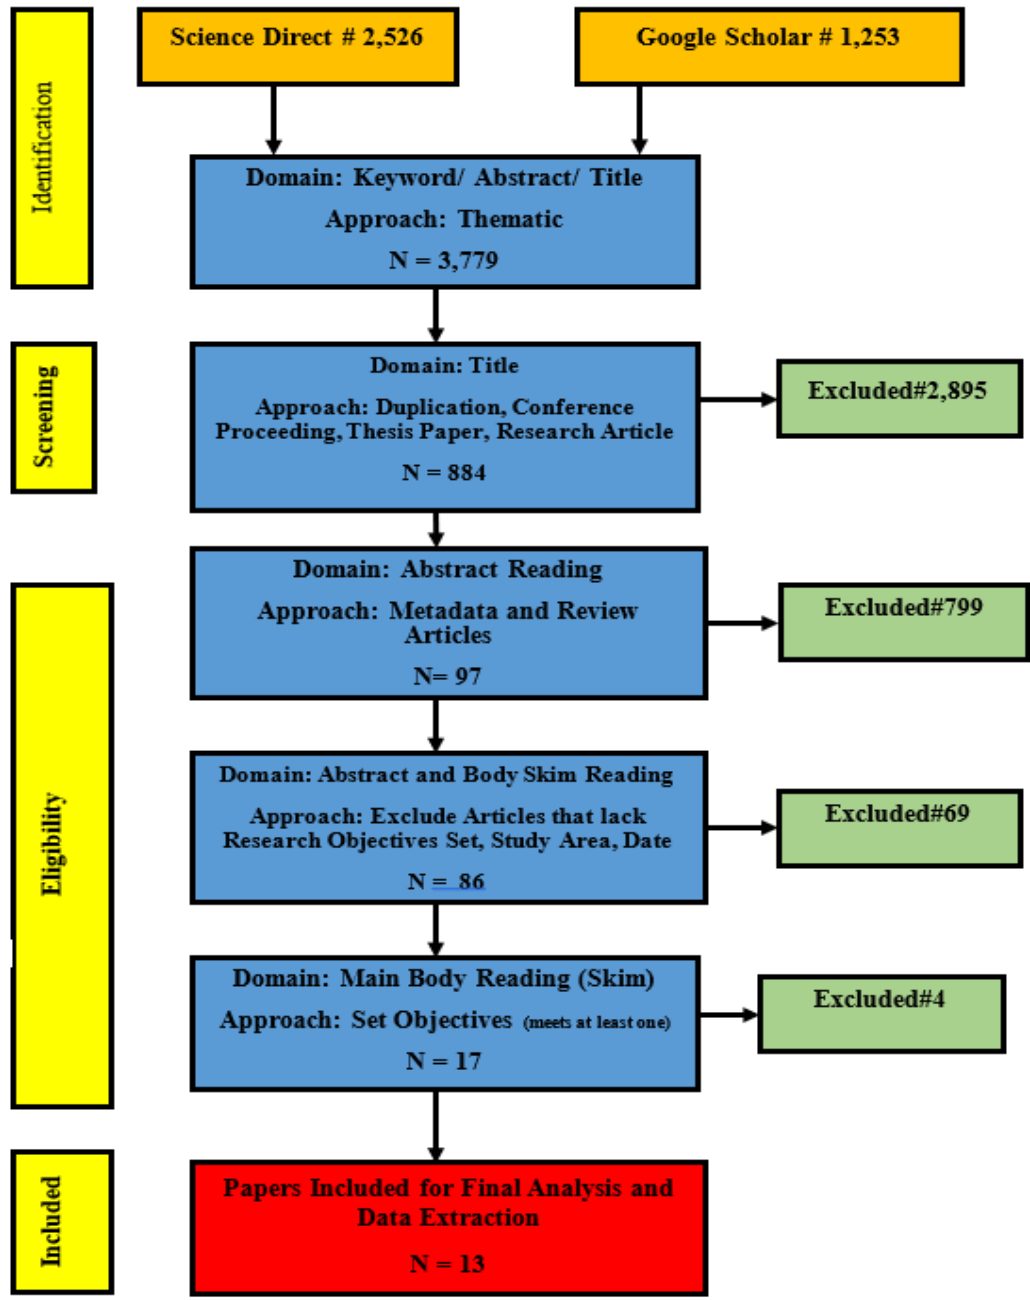 Identification
Science Direct # 2,526
Google Scholar # 1,253
Domain: Keyword/ Abstract/ Title
Approach: Thematic
N = 3,779
Screening
Domain: Title
Approach: Duplication, Conference
Proceeding, Thesis Paper, Research Article
N = 884
Excluded#2,895
Eligibility
Domain: Abstract Reading
Approach: Metadata and Review
Articles
N= 97
Excluded#799
Domain: Abstract and Body Skim Reading
Approach: Exclude Articles that lack
Research Objectives Set, Study Area, Date
N = 86
Excluded#69
Domain: Main Body Reading (Skim)
Approach: Set Objectives (meets at least one)
N = 17
Excluded#4
Included
Papers Included for Final Analysis and
Data Extraction
N = 13